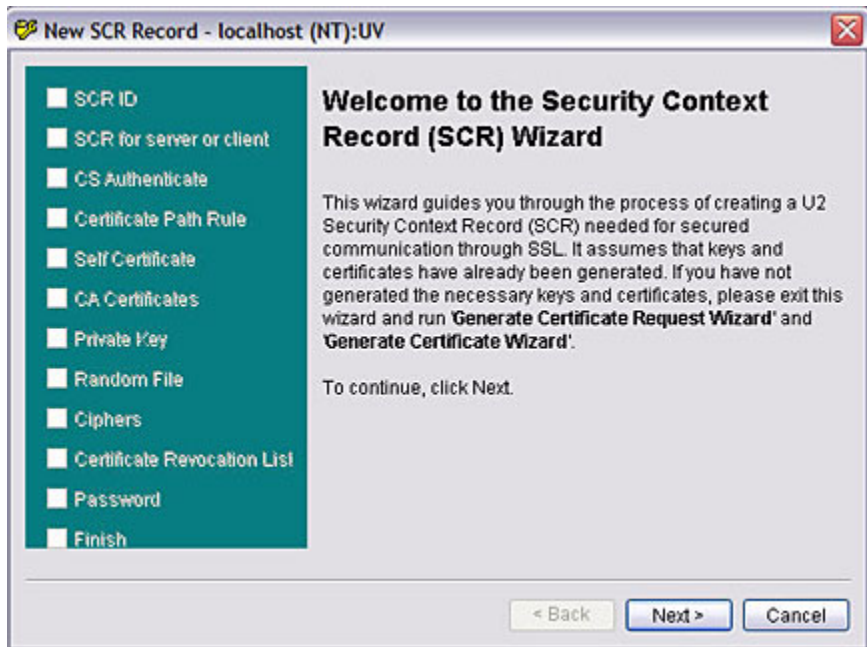 New SCR Record - localhost (NT):UV
SCR ID
SCR for server or client
CS Authenticate
Certificate Path Rule
Self Certificate
CA Certificates
Private Key
Random File
Ciphers
Certificate Revocation List
Password
Finish
Welcome to the Security Context
Record (SCR) Wizard
This wizard guides you through the process of creating a U2
Security Context Record (SCR) needed for secured
communication through SSL. It assumes that keys and
certificates have already been generated. If you have not
generated the necessary keys and certificates, please exit this
wizard and run 'Generate Certificate Request Wizard' and
'Generate Certificate Wizard'.
To continue, click Next.
< Back
Next >
Cancel